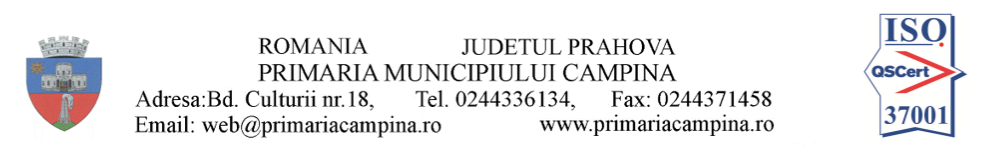 ROMANIA JUDETUL PRAHOVA
PRIMARIA MUNICIPIULUI CAMPINA
Adresa:Bd. Culturii nr.18, Tel. 0244336134, Fax: 0244371458
Email: web@primariacampina.ro www.primariacampina.ro
ISO
QSCert
37001